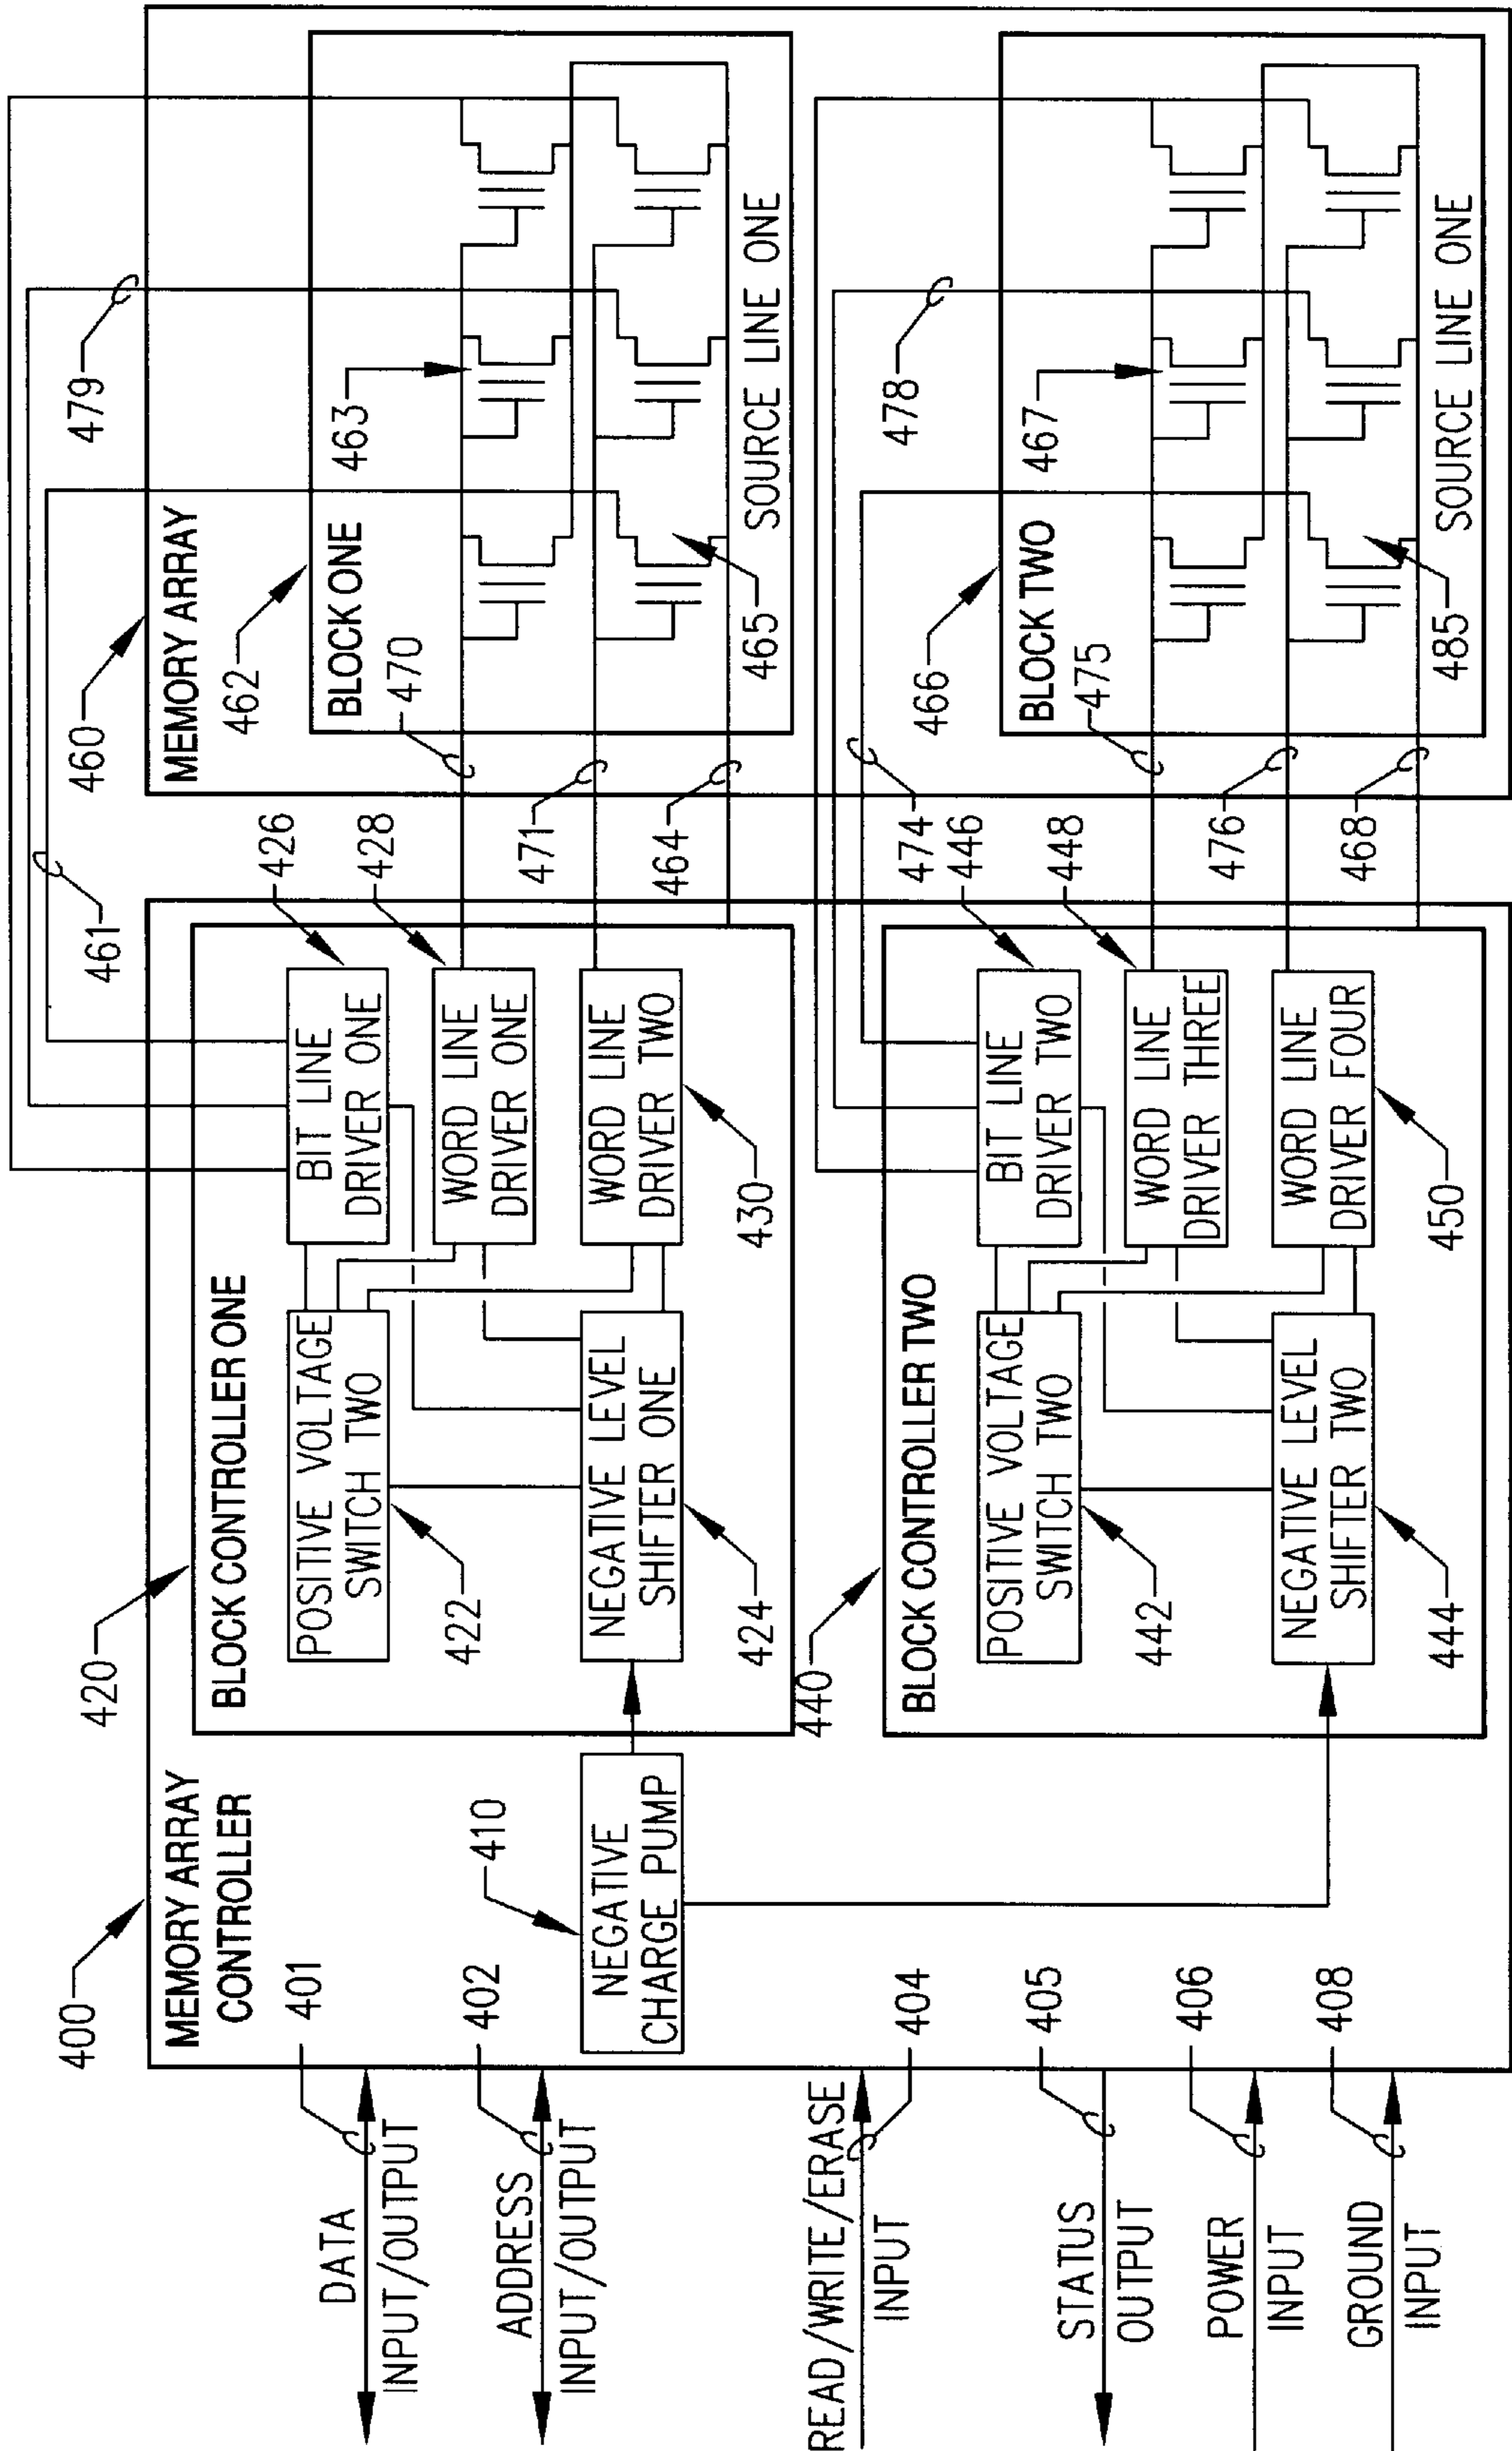 400
MEMORY ARRAY
CONTROLLER
401
DATA
INPUT/OUTPUT
402
ADDRESS
INPUT/OUTPUT
READ/WRITE/ERASE
INPUT
404
STATUS
OUTPUT
405
POWER
INPUT
406
GROUND
INPUT
408
410
NEGATIVE
CHARGE PUMP
420
BLOCK CONTROLLER ONE
POSITIVE VOLTAGE
SWITCH TWO
422
NEGATIVE LEVEL
SHIFTER ONE
424
BIT LINE
DRIVER ONE
426
WORD LINE
DRIVER ONE
428
WORD LINE
DRIVER TWO
430
440
BLOCK CONTROLLER TWO
POSITIVE VOLTAGE
SWITCH TWO
442
NEGATIVE LEVEL
SHIFTER TWO
444
BIT LINE
DRIVER TWO
446
WORD LINE
DRIVER THREE
448
WORD LINE
DRIVER FOUR
450
461
471
464
474
476
468
460
MEMORY ARRAY
479
462
BLOCK ONE
470
463
465
SOURCE LINE ONE
478
466
BLOCK TWO
475
467
485
SOURCE LINE ONE